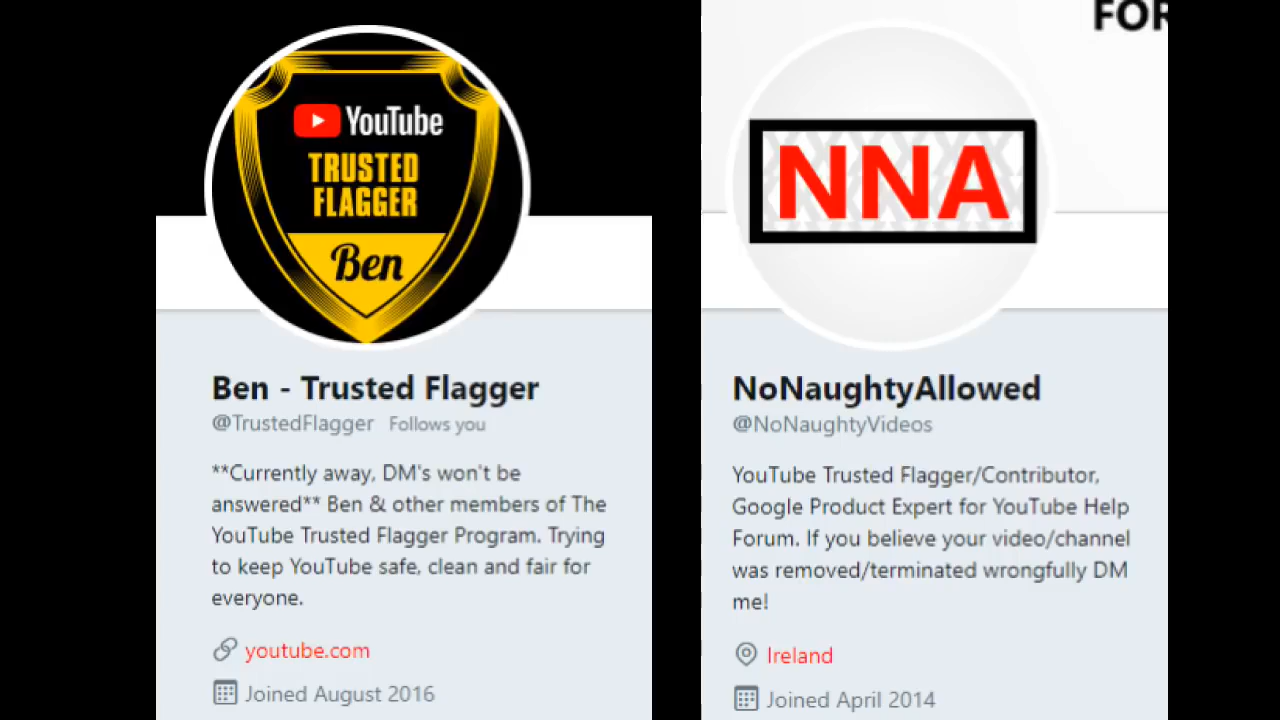 YouTube
TRUSTED
FLAGGER
Ben
Ben - Trusted Flagger
@TrustedFlagger Follows you
**Currently away, DM's won't be
answered** Ben & other members of The
YouTube Trusted Flagger Program. Trying
to keep YouTube safe, clean and fair for
everyone.
youtube.com
Joined August 2016
FOR
NNA
NoNaughtyAllowed
@NoNaughtyVideos
YouTube Trusted Flagger/Contributor,
Google Product Expert for YouTube Help
Forum. If you believe your video/channel
was removed/terminated wrongfully DM
me!
Ireland
Joined April 2014